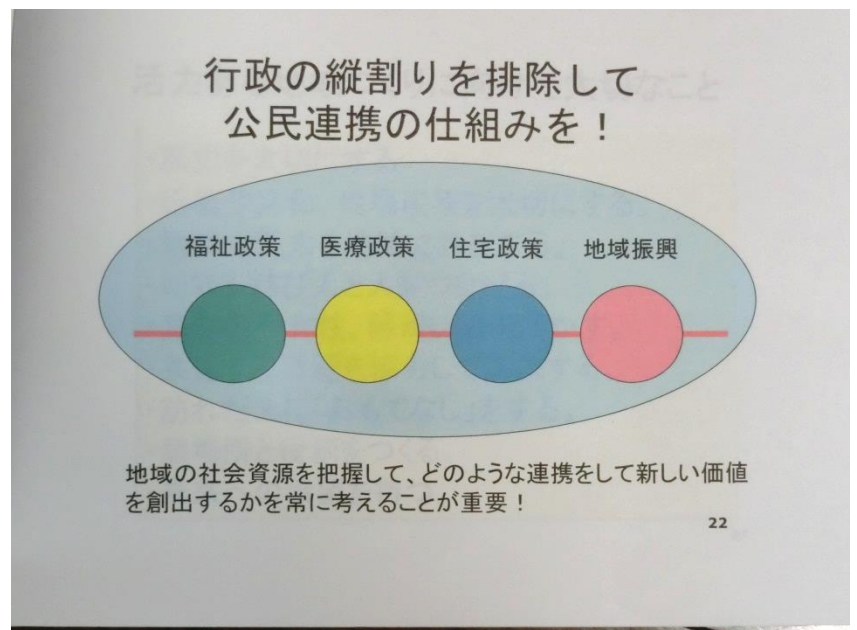 行政の縦割りを排除して
公民連携の仕組みを！
福祉政策 医療政策 住宅政策 地域振興
地域の社会資源を把握して、どのような連携をして新しい価値
を創出するかを常に考えることが重要！
22